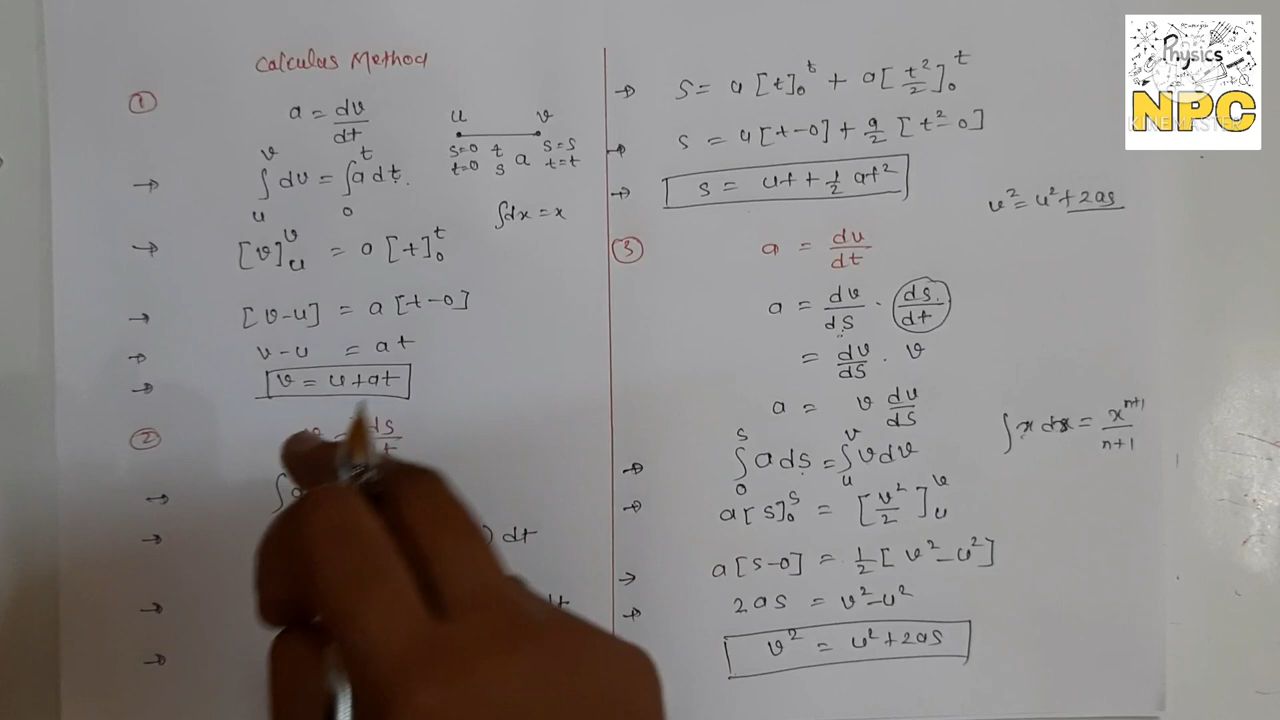 Calculus Method
①
a = dv/dt
u v
s=0 t s=s
t=0 s a t=t
→ ∫ᵤᵛ dv = ∫₀ᵗ a dt.
∫dx = x
→ [v]ᵤᵛ = a [t]₀ᵗ
→ [v-u] = a [t-0]
→ v-u = at
→ v = u+at
②
ds
→ ∫
→ ) dt
→
→
→ s = u [t]₀ᵗ + a[t²/2]₀ᵗ
→ s = u[t-0] + a/2 [t²-0]
→ s = ut + 1/2 at²
v² = u² + 2as
③ a = dv/dt
a = dv/ds . ds/dt
= dv/ds . v
a = v dv/ds
∫x dx = xⁿ⁺¹/n+1
→ ∫₀ˢ a ds = ∫ᵤᵛ v dv
→ a[s]₀ˢ = [v²/2]ᵤᵛ
→ a[s-0] = 1/2 [v²-u²]
→ 2as = v²-u²
v² = u²+2as
Physics
NPC
KINEMASTER